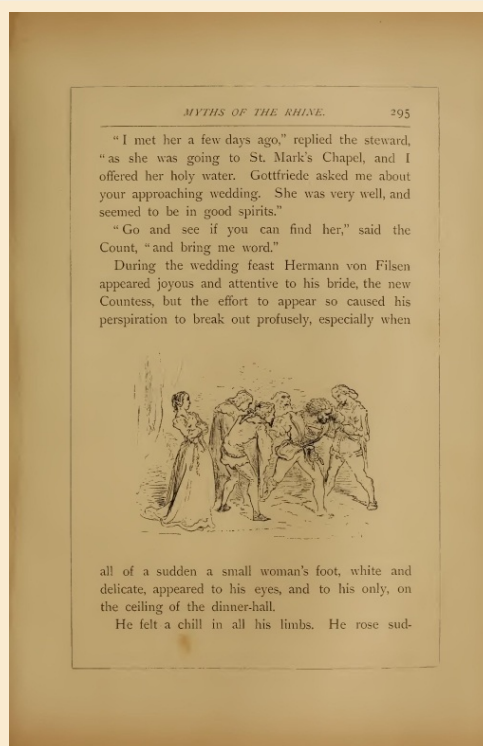 MYTHS OF THE RHINE. 295
“ I met her a few days ago,” replied the steward,
“ as she was going to St. Mark's Chapel, and I
offered her holy water. Gottfriede asked me about
your approaching wedding. She was very well, and
seemed to be in good spirits.”
“ Go and see if you can find her,” said the
Count, “ and bring me word.”
During the wedding feast Hermann von Filsen
appeared joyous and attentive to his bride, the new
Countess, but the effort to appear so caused his
perspiration to break out profusely, especially when
all of a sudden a small woman's foot, white and
delicate, appeared to his eyes, and to his only, on
the ceiling of the dinner-hall.
He felt a chill in all his limbs. He rose sud-